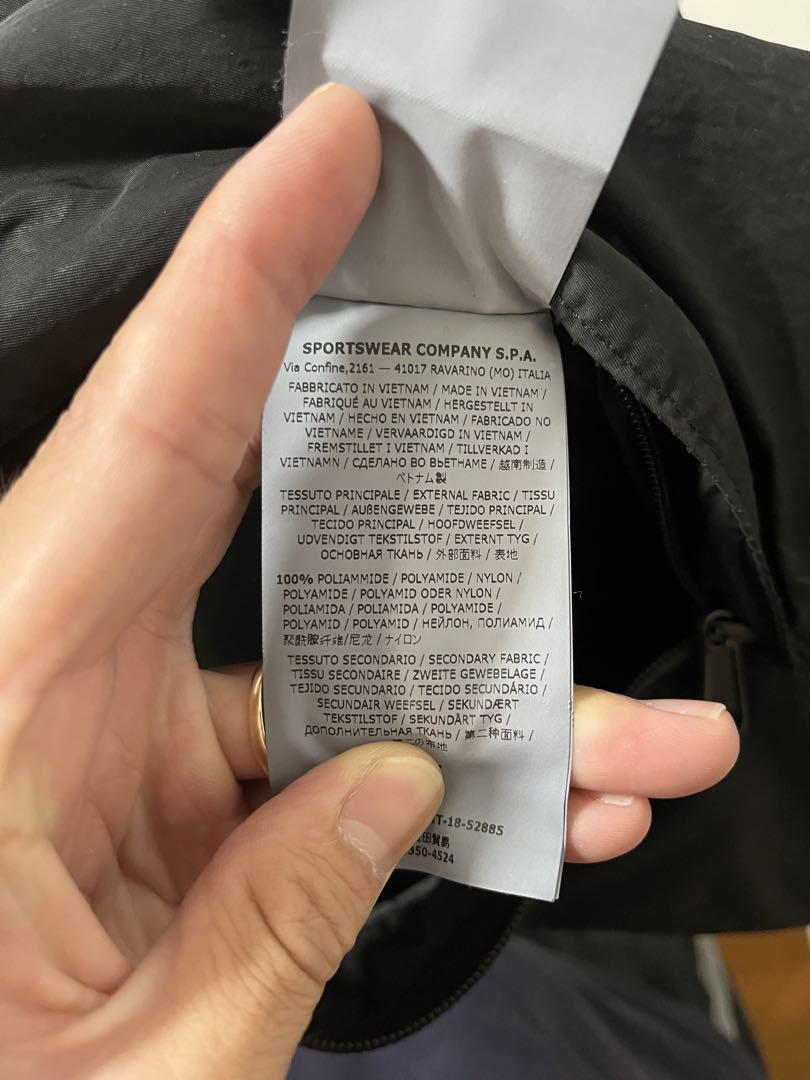 SPORTSWEAR COMPANY S.P.A.
Via Confine,2161 — 41017 RAVARINO (MO) ITALIA
FABBRICATO IN VIETNAM / MADE IN VIETNAM /
FABRIQUÉ AU VIETNAM / HERGESTELLT IN
VIETNAM / HECHO EN VIETNAM / FABRICADO NO
VIETNAME / VERVAARDIGD IN VIETNAM /
FREMSTILLET I VIETNAM / TILLVERKAD I
VIETNAMN / СДЕЛАНО ВО ВЬЕТНАМЕ / 越南制造 /
ベトナム製
TESSUTO PRINCIPALE / EXTERNAL FABRIC / TISSU
PRINCIPAL / AUßENGEWEBE / TEJIDO PRINCIPAL /
TECIDO PRINCIPAL / HOOFDWEEFSEL /
UDVENDIGT TEKSTILSTOF / EXTERNT TYG /
ОСНОВНАЯ ТКАНЬ / 外部面料 / 表地
100% POLIAMMIDE / POLYAMIDE / NYLON /
POLYAMIDE / POLYAMID ODER NYLON /
POLIAMIDA / POLIAMIDA / POLYAMIDE /
POLYAMID / POLYAMID / НЕЙЛОН, ПОЛИАМИД /
聚酰胺纤维/尼龙 / ナイロン
TESSUTO SECONDARIO / SECONDARY FABRIC /
TISSU SECONDAIRE / ZWEITE GEWEBELAGE /
TEJIDO SECUNDARIO / TECIDO SECUNDÁRIO /
SECUNDAIR WEEFSEL / SEKUNDÆRT
TEKSTILSTOF / SEKUNDÄRT TYG /
ДОПОЛНИТЕЛЬНАЯ ТКАНЬ / 第二种面料 /
の布地
T-18-52885
田貿易
350-4524